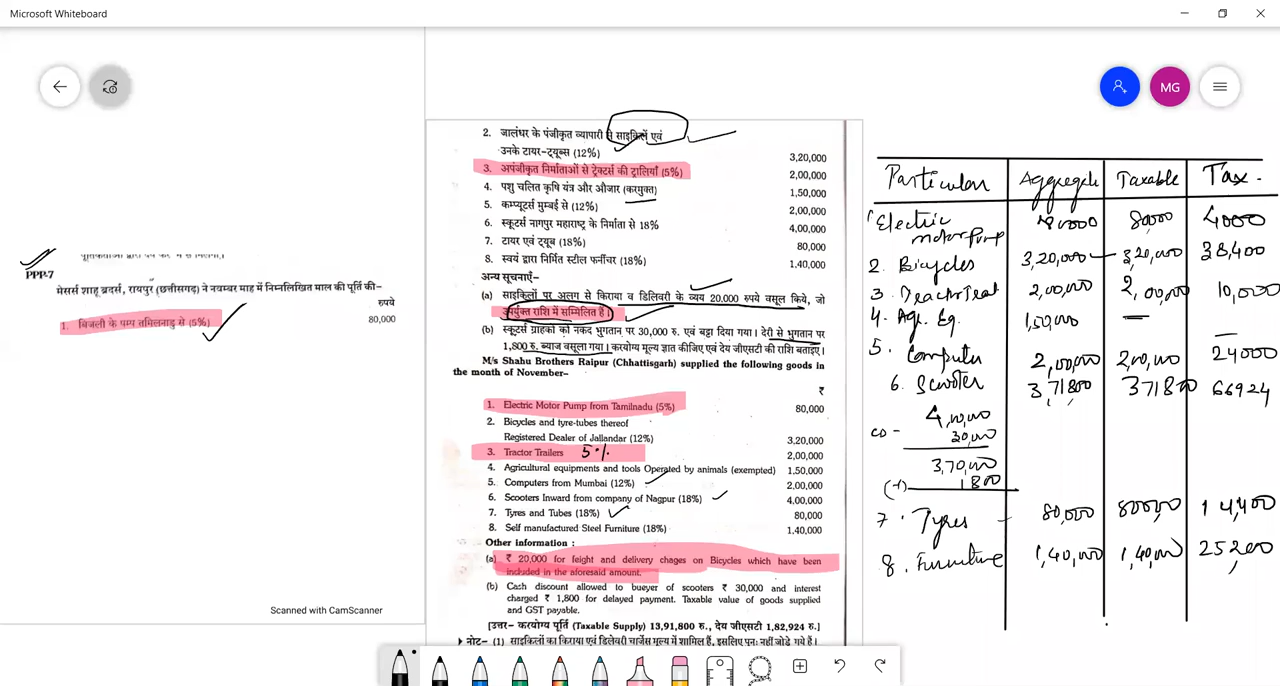 Microsoft Whiteboard
MG
PPP-7
मेसर्स शाहू ब्रदर्स, रायपुर (छत्तीसगढ़) ने नवम्बर माह में निम्नलिखित माल की पूर्ति की-
रुपये
1. बिजली के पम्प तमिलनाडु से (5%) 80,000
Scanned with CamScanner
2. जालंधर के पंजीकृत व्यापारी से साइकिलें एवं
उनके टायर-ट्यूब्स (12%) 3,20,000
3. अपंजीकृत निर्माताओं से ट्रेक्टर्स की ट्रालियाँ (5%) 2,00,000
4. पशु चलित कृषि यंत्र और औजार (करमुक्त) 1,50,000
5. कम्प्यूटर्स मुम्बई से (12%) 2,00,000
6. स्कूटर्स नागपुर महाराष्ट्र के निर्माता से 18% 4,00,000
7. टायर एवं ट्यूब (18%) 80,000
8. स्वयं द्वारा निर्मित स्टील फर्नीचर (18%) 1,40,000
अन्य सूचनाएँ-
(a) साइकिलों पर अलग से किराया व डिलिवरी के व्यय 20,000 रुपये वसूल किये, जो
उपर्युक्त राशि में सम्मिलित है।
(b) स्कूटर्स ग्राहकों को नकद भुगतान पर 30,000 रु. एवं बट्टा दिया गया। देरी से भुगतान पर
1,800 रु. ब्याज वसूला गया। करयोग्य मूल्य ज्ञात कीजिए एवं देय जीएसटी की राशि बताइए।
M/s Shahu Brothers Raipur (Chhattisgarh) supplied the following goods in
the month of November–
₹
1. Electric Motor Pump from Tamilnadu (5%) 80,000
2. Bicycles and tyre-tubes thereof
Registered Dealer of Jallandar (12%) 3,20,000
3. Tractor Trailers 5% 2,00,000
4. Agricultural equipments and tools Operated by animals (exempted) 1,50,000
5. Computers from Mumbai (12%) 2,00,000
6. Scooters Inward from company of Nagpur (18%) 4,00,000
7. Tyres and Tubes (18%) 80,000
8. Self manufactured Steel Furniture (18%) 1,40,000
Other information :
(a) ₹ 20,000 for feight and delivery chages on Bicycles which have been
included in the aforesaid amount.
(b) Cash discount allowed to bueyer of scooters ₹ 30,000 and interest
charged ₹ 1,800 for delayed payment. Taxable value of goods supplied
and GST payable.
[उत्तर- करयोग्य पूर्ति (Taxable Supply) 13,91,800 रु., देय जीएसटी 1,82,924 रु.]
नोट- (1) साइकिलों का किराया एवं डिलेवरी चार्जेस मूल्य में शामिल हैं, इसलिए पुनः नहीं जोड़े गये हैं।
Particular Aggregate Taxable Tax.
1 Electric motor pump 80000 80,000 4000
2. Bicycles 3,20,000 3,20,000 38,400
3 2,00,000 2,00,000 10,000
4. Agr. Eq. 1,50,000 — —
5. Computer 2,00,000 2,00,000 24000
6. Scooter 3,71,800 371800 66924
4,00,000
CD - 30,000
3,70,000
(+) 1800
7. Tyres - 80,000 80000 14,400
8. Furniture 1,40,000 1,40,000 25200